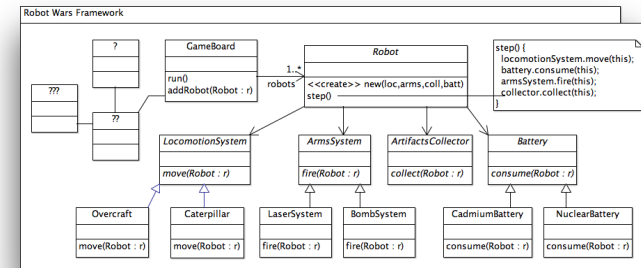 Robot Wars Framework
?
GameBoard
run()
addRobot(Robot : r)
1..*
robots
Robot
<<create>> new(loc,arms,coll,batt)
step()
step() {
locomotionSystem.move(this);
battery.consume(this);
armsSystem.fire(this);
collector.collect(this);
}
???
??
LocomotionSystem
move(Robot : r)
ArmsSystem
fire(Robot : r)
ArtifactsCollector
collect(Robot : r)
Battery
consume(Robot : r)
Overcraft
move(Robot : r)
Caterpillar
move(Robot : r)
LaserSystem
fire(Robot : r)
BombSystem
fire(Robot : r)
CadmiumBattery
consume(Robot : r)
NuclearBattery
consume(Robot : r)